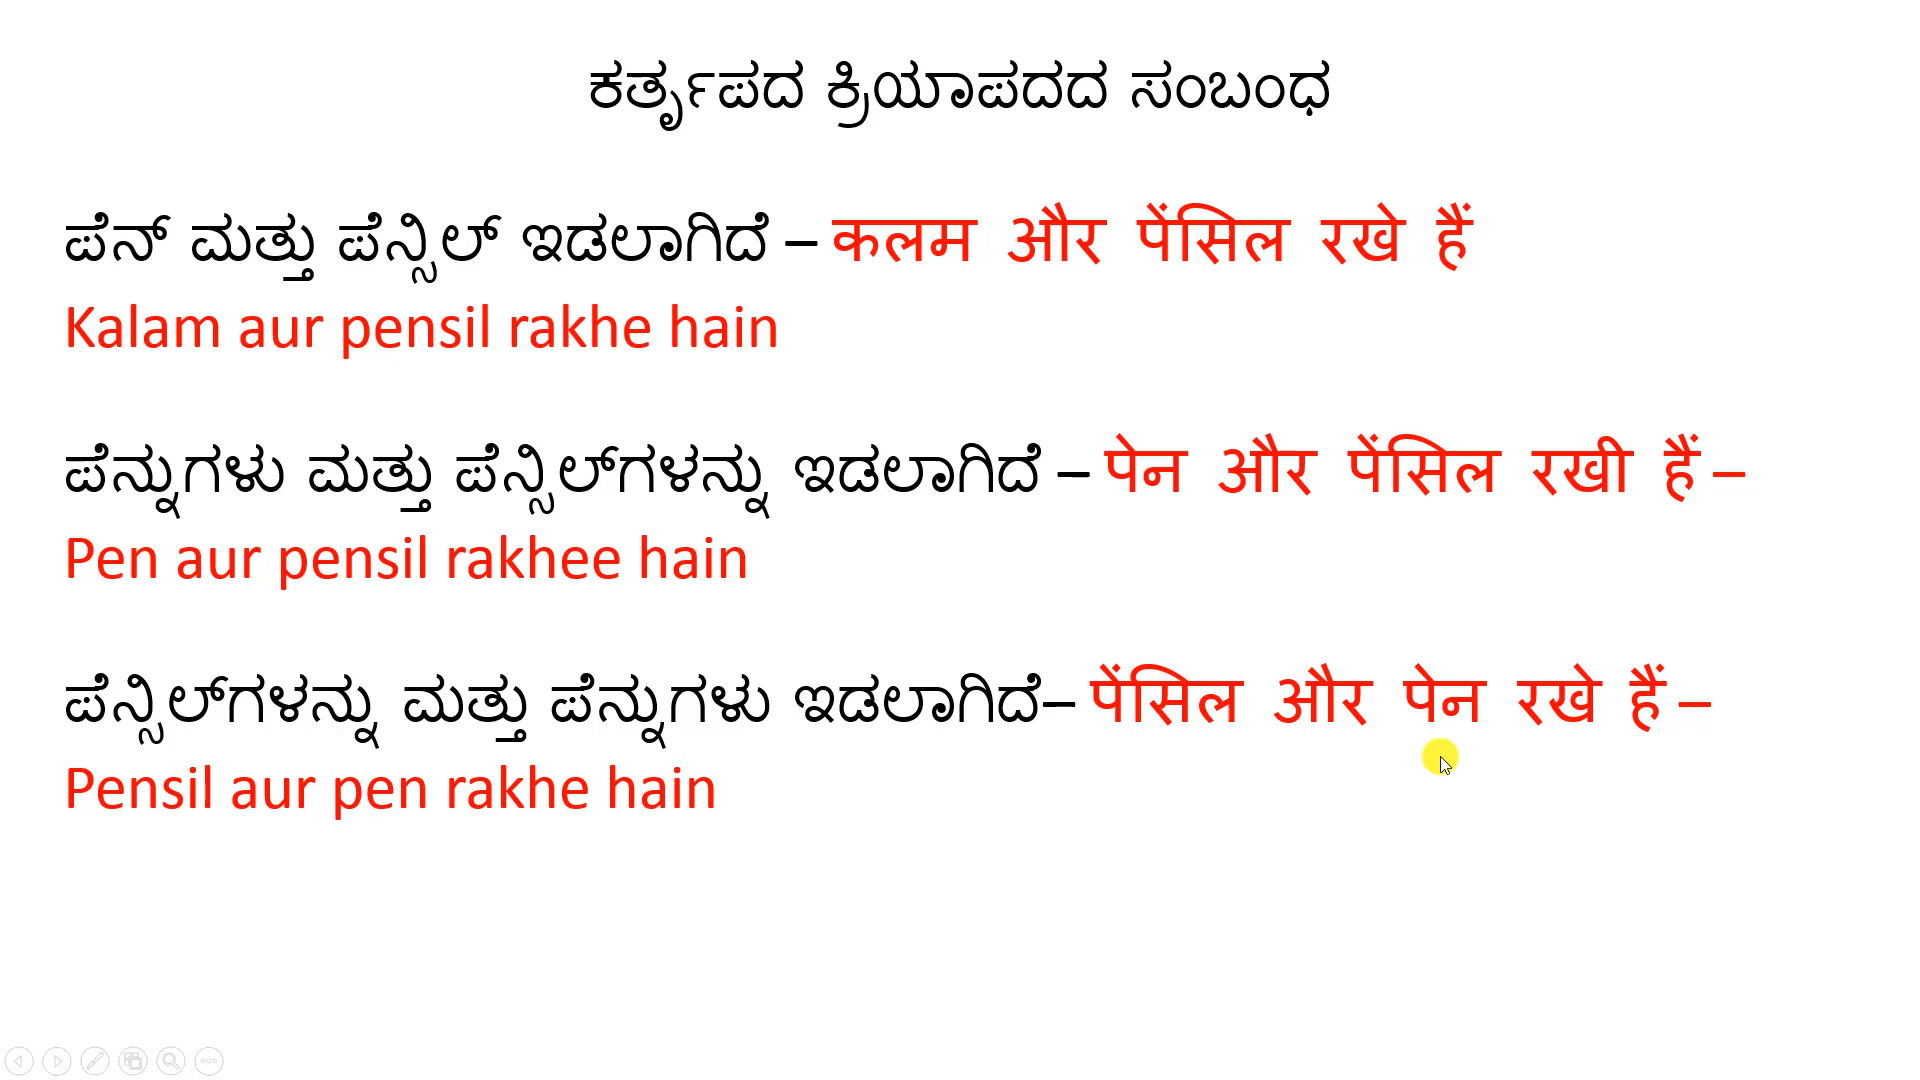 ಕರ್ತೃಪದ ಕ್ರಿಯಾಪದದ ಸಂಬಂಧ
ಪೆನ್ ಮತ್ತು ಪೆನ್ಸಿಲ್ ಇಡಲಾಗಿದೆ – कलम और पेंसिल रखे हैं
Kalam aur pensil rakhe hain
ಪೆನ್ನುಗಳು ಮತ್ತು ಪೆನ್ಸಿಲ್‌ಗಳನ್ನು ಇಡಲಾಗಿದೆ – पेन और पेंसिल रखी हैं –
Pen aur pensil rakhee hain
ಪೆನ್ಸಿಲ್‌ಗಳನ್ನು ಮತ್ತು ಪೆನ್ನುಗಳು ಇಡಲಾಗಿದೆ– पेंसिल और पेन रखे हैं –
Pensil aur pen rakhe hain